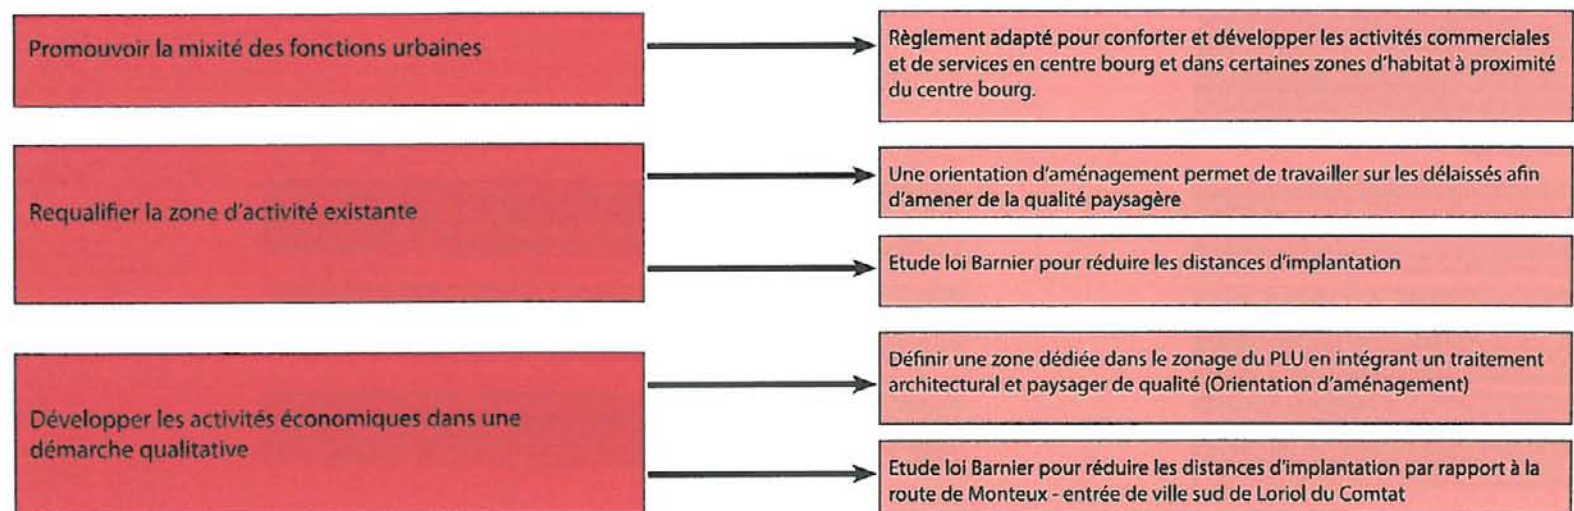 Promouvoir la mixité des fonctions urbaines
Règlement adapté pour conforter et développer les activités commerciales
et de services en centre bourg et dans certaines zones d'habitat à proximité
du centre bourg.
Requalifier la zone d'activité existante
Une orientation d'aménagement permet de travailler sur les délaissés afin
d'amener de la qualité paysagère
Etude loi Barnier pour réduire les distances d'implantation
Développer les activités économiques dans une
démarche qualitative
Définir une zone dédiée dans le zonage du PLU en intégrant un traitement
architectural et paysager de qualité (Orientation d'aménagement)
Etude loi Barnier pour réduire les distances d'implantation par rapport à la
route de Monteux - entrée de ville sud de Loriol du Comtat